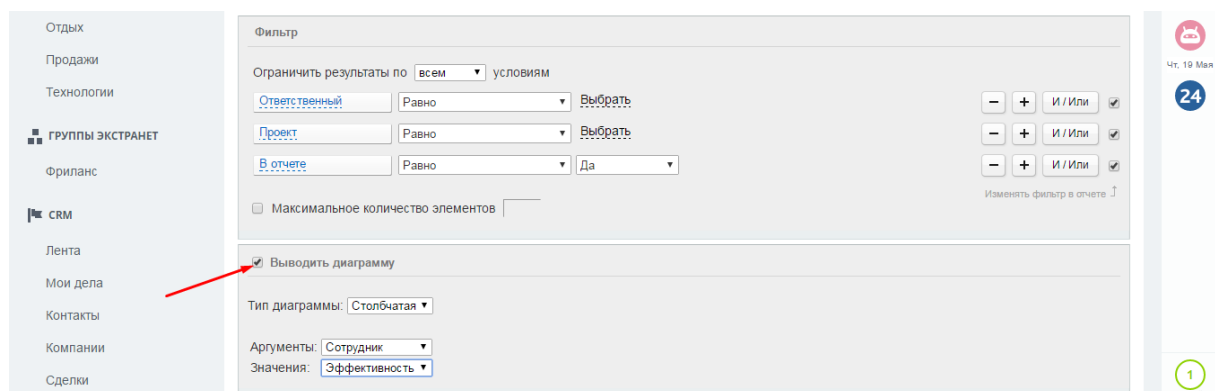 Отдых
Продажи
Технологии
ГРУППЫ ЭКСТРАНЕТ
Фриланс
CRM
Лента
Мои дела
Контакты
Компании
Сделки
Фильтр
Ограничить результаты по всем условиям
Ответственный Равно Выбрать И / Или
Проект Равно Выбрать И / Или
В отчете Равно Да И / Или
Изменять фильтр в отчете
Максимальное количество элементов
Выводить диаграмму
Тип диаграммы: Столбчатая
Аргументы: Сотрудник
Значения: Эффективность
Чт, 19 Мая
24
1